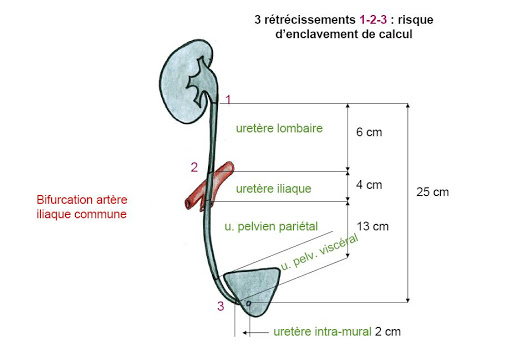 3 rétrécissements 1-2-3 : risque
d'enclavement de calcul
1
uretère lombaire
6 cm
2
uretère iliaque
4 cm
25 cm
Bifurcation artère
iliaque commune
u. pelvien pariétal
13 cm
u. pelv. viscéral
3
uretère intra-mural 2 cm